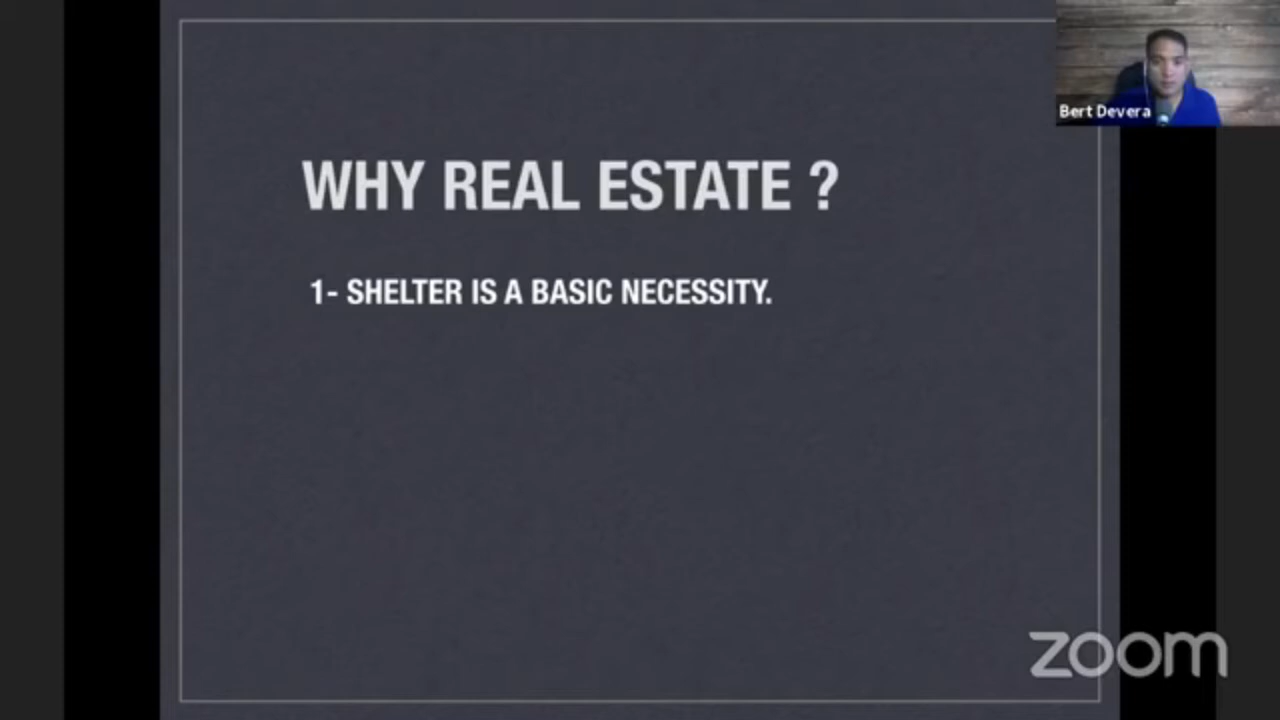 Bert Devera
WHY REAL ESTATE ?
1- SHELTER IS A BASIC NECESSITY.
zoom